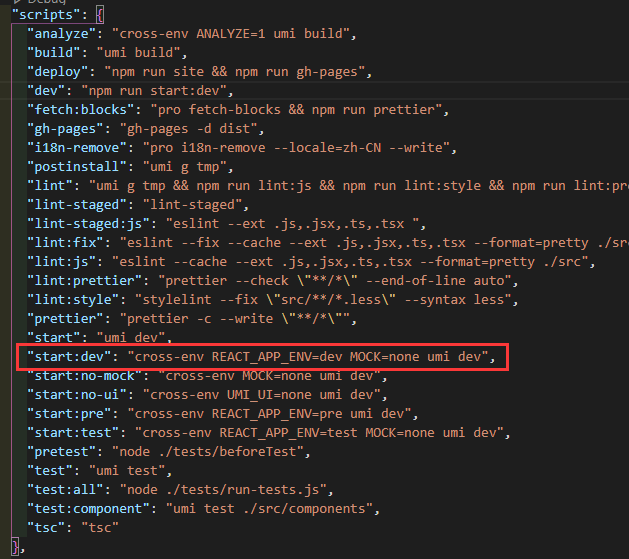 Debug
"scripts": {
"analyze": "cross-env ANALYZE=1 umi build",
"build": "umi build",
"deploy": "npm run site && npm run gh-pages",
"dev": "npm run start:dev",
"fetch:blocks": "pro fetch-blocks && npm run prettier",
"gh-pages": "gh-pages -d dist",
"i18n-remove": "pro i18n-remove --locale=zh-CN --write",
"postinstall": "umi g tmp",
"lint": "umi g tmp && npm run lint:js && npm run lint:style && npm run lint:pre
"lint-staged": "lint-staged",
"lint-staged:js": "eslint --ext .js,.jsx,.ts,.tsx ",
"lint:fix": "eslint --fix --cache --ext .js,.jsx,.ts,.tsx --format=pretty ./sr
"lint:js": "eslint --cache --ext .js,.jsx,.ts,.tsx --format=pretty ./src",
"lint:prettier": "prettier --check \"**/*\" --end-of-line auto",
"lint:style": "stylelint --fix \"src/**/*.less\" --syntax less",
"prettier": "prettier -c --write \"**/*\"",
"start": "umi dev",
"start:dev": "cross-env REACT_APP_ENV=dev MOCK=none umi dev",
"start:no-mock": "cross-env MOCK=none umi dev",
"start:no-ui": "cross-env UMI_UI=none umi dev",
"start:pre": "cross-env REACT_APP_ENV=pre umi dev",
"start:test": "cross-env REACT_APP_ENV=test MOCK=none umi dev",
"pretest": "node ./tests/beforeTest",
"test": "umi test",
"test:all": "node ./tests/run-tests.js",
"test:component": "umi test ./src/components",
"tsc": "tsc"
},